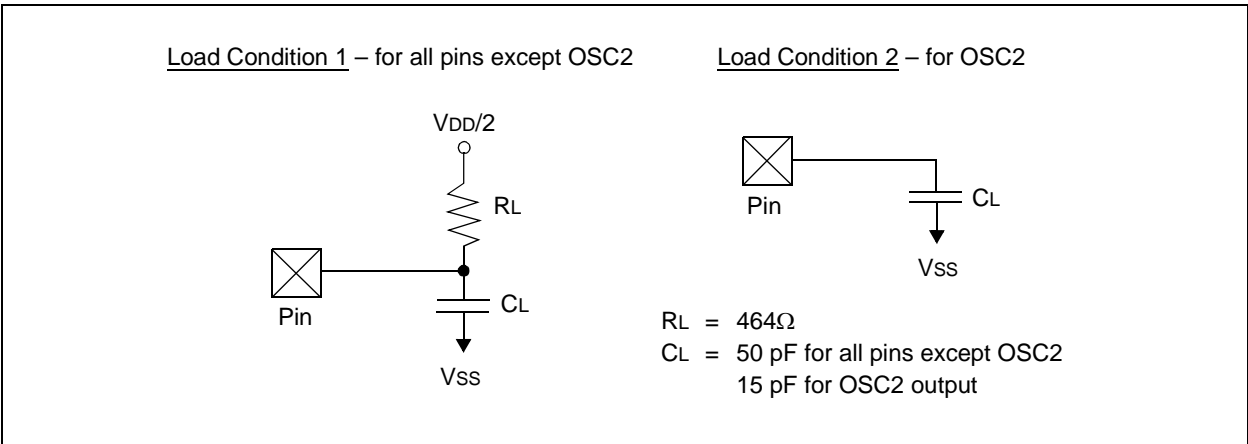 Load Condition 1 – for all pins except OSC2
VDD/2
RL
Pin
CL
VSS
Load Condition 2 – for OSC2
Pin
CL
VSS
RL = 464Ω
CL = 50 pF for all pins except OSC2
15 pF for OSC2 output